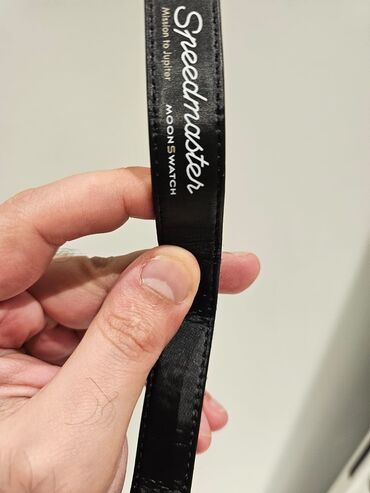 Speedmaster
Mission to Jupiter
MOONSWATCH